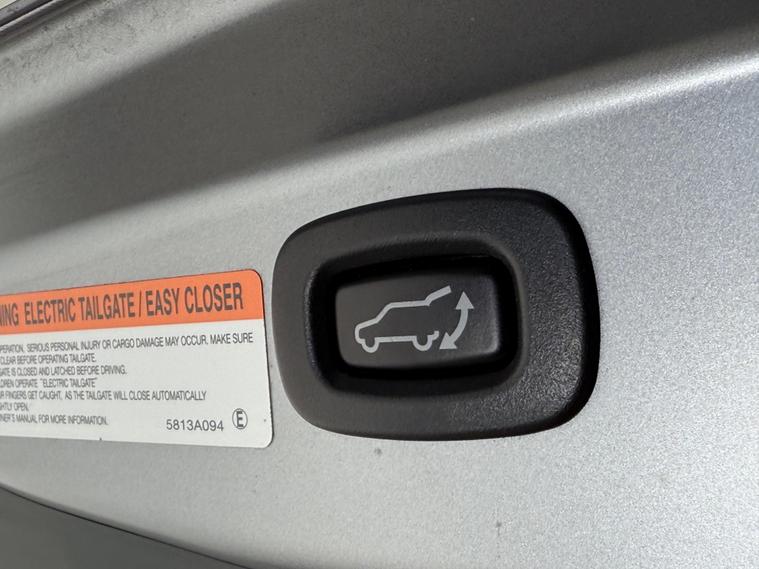 NING ELECTRIC TAILGATE / EASY CLOSER
OPERATION, SERIOUS PERSONAL INJURY OR CARGO DAMAGE MAY OCCUR. MAKE SURE
CLEAR BEFORE OPERATING TAILGATE.
GATE IS CLOSED AND LATCHED BEFORE DRIVING.
DREN OPERATE "ELECTRIC TAILGATE"
R FINGERS GET CAUGHT, AS THE TAILGATE WILL CLOSE AUTOMATICALLY
GHTLY OPEN.
NER'S MANUAL FOR MORE INFORMATION.
5813A094 Ⓔ